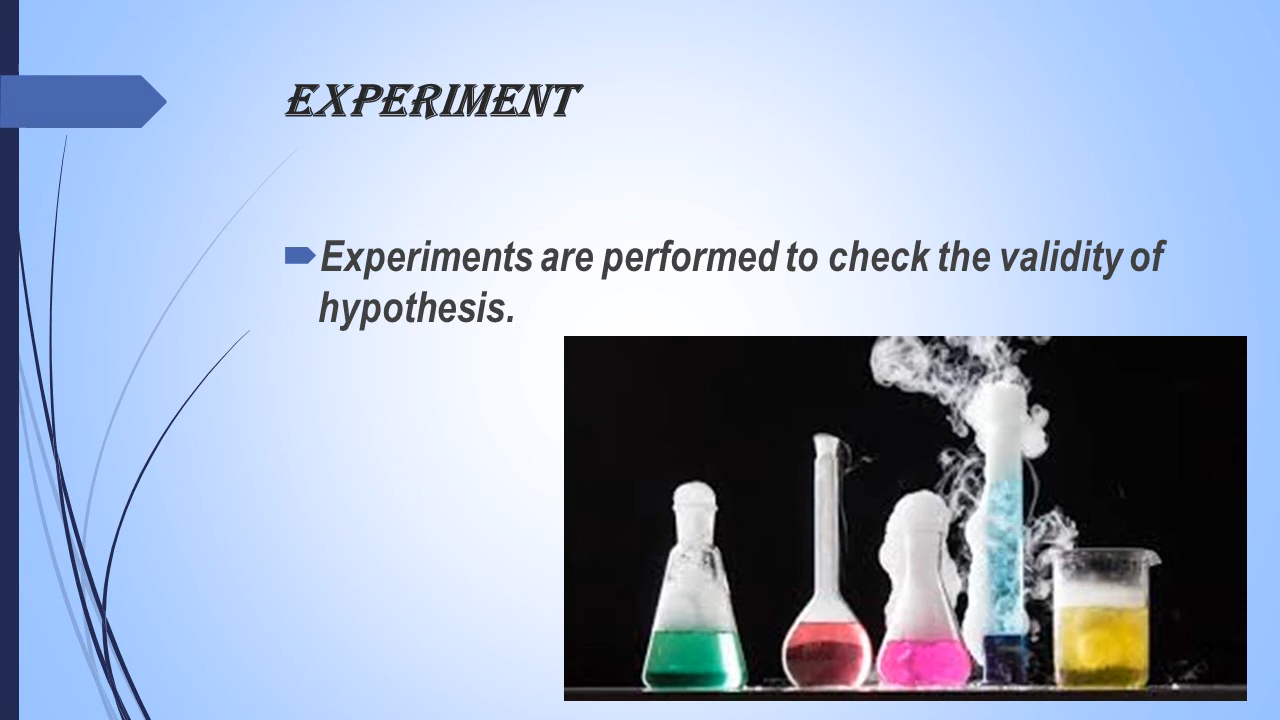 EXPERIMENT
Experiments are performed to check the validity of
hypothesis.